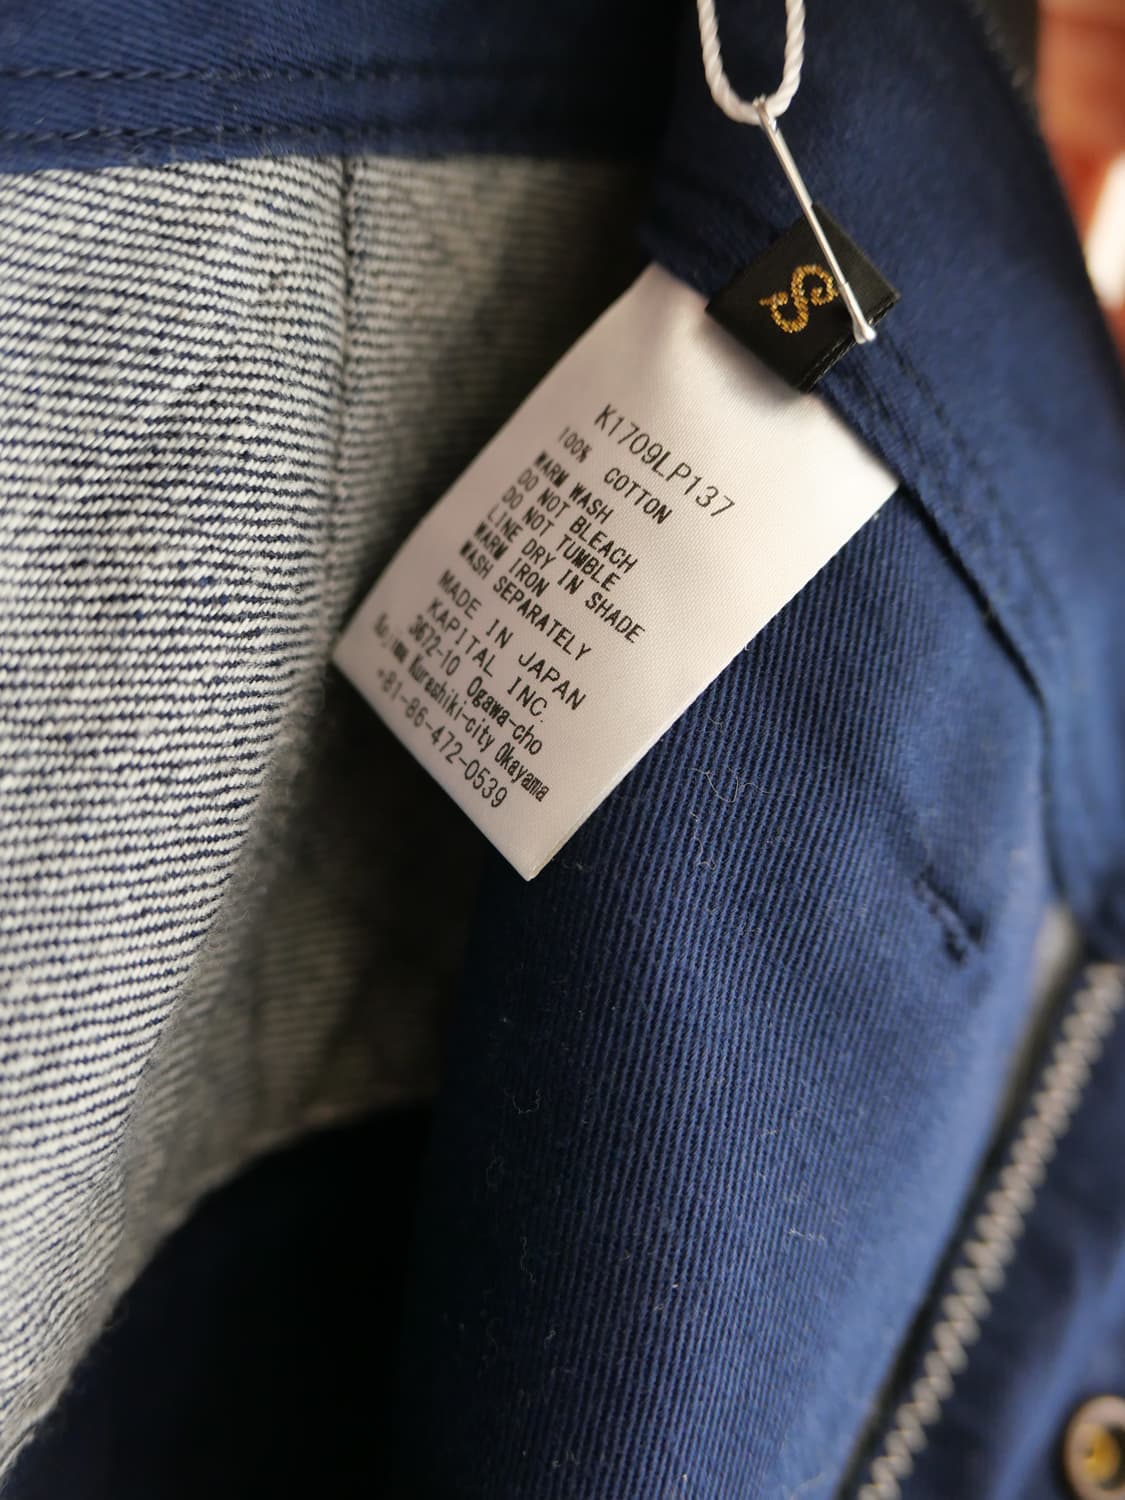 S
K1709LP137
100% COTTON
WARM WASH
DO NOT BLEACH
DO NOT TUMBLE
LINE DRY IN SHADE
WARM IRON
WASH SEPARATELY
MADE IN JAPAN
KAPITAL INC.
3672-10 Ogawa-cho
Kurashiki-city Okayama
+81-86-472-0539